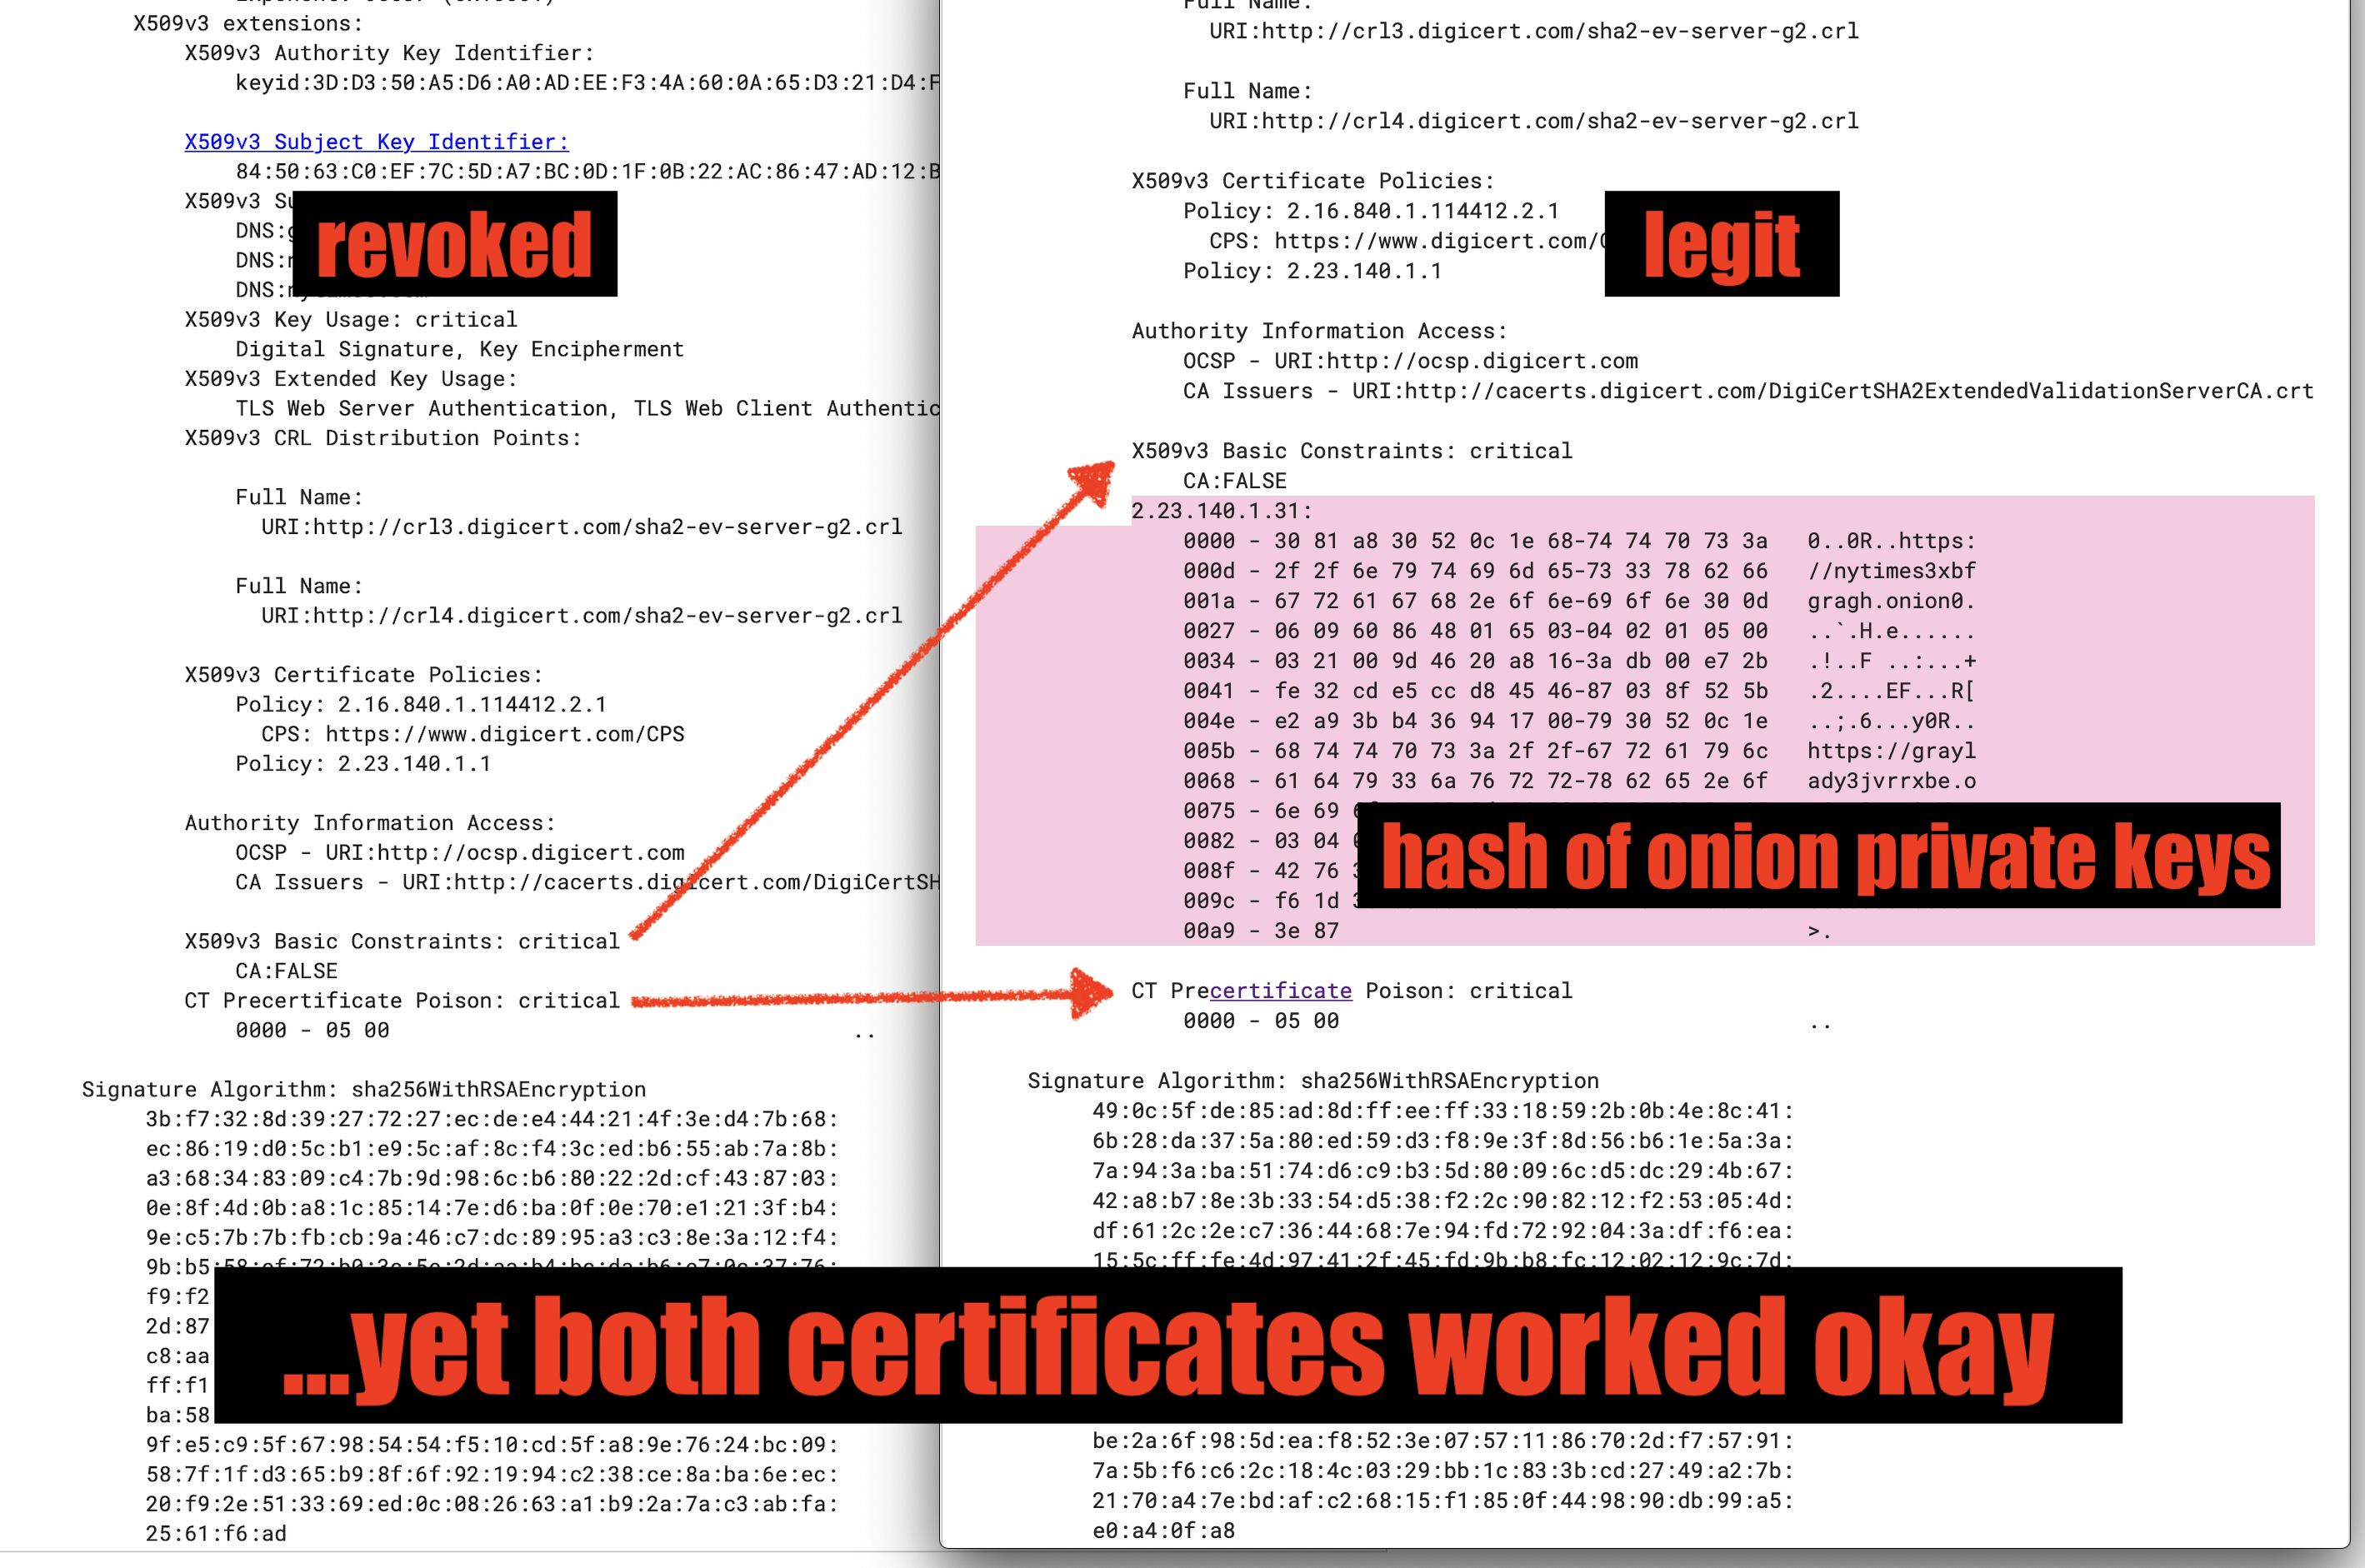 X509v3 extensions:
X509v3 Authority Key Identifier:
keyid:3D:D3:50:A5:D6:A0:AD:EE:F3:4A:60:0A:65:D3:21:D4:F
X509v3 Subject Key Identifier:
84:50:63:C0:EF:7C:5D:A7:BC:0D:1F:0B:22:AC:86:47:AD:12:B
X509v3 Su
DNS:g
DNS:n
DNS:n
revoked
X509v3 Key Usage: critical
Digital Signature, Key Encipherment
X509v3 Extended Key Usage:
TLS Web Server Authentication, TLS Web Client Authentic
X509v3 CRL Distribution Points:
Full Name:
URI:http://crl3.digicert.com/sha2-ev-server-g2.crl
Full Name:
URI:http://crl4.digicert.com/sha2-ev-server-g2.crl
X509v3 Certificate Policies:
Policy: 2.16.840.1.114412.2.1
CPS: https://www.digicert.com/CPS
Policy: 2.23.140.1.1
Authority Information Access:
OCSP - URI:http://ocsp.digicert.com
CA Issuers - URI:http://cacerts.digicert.com/DigiCertSH
X509v3 Basic Constraints: critical
CA:FALSE
CT Precertificate Poison: critical
0000 - 05 00 ..
Signature Algorithm: sha256WithRSAEncryption
3b:f7:32:8d:39:27:72:27:ec:de:e4:44:21:4f:3e:d4:7b:68:
ec:86:19:d0:5c:b1:e9:5c:af:8c:f4:3c:ed:b6:55:ab:7a:8b:
a3:68:34:83:09:c4:7b:9d:98:6c:b6:80:22:2d:cf:43:87:03:
0e:8f:4d:0b:a8:1c:85:14:7e:d6:ba:0f:0e:70:e1:21:3f:b4:
9e:c5:7b:7b:fb:cb:9a:46:c7:dc:89:95:a3:c3:8e:3a:12:f4:
9b:b5
f9:f2
2d:87
c8:aa
ff:f1
ba:58
9f:e5:c9:5f:67:98:54:54:f5:10:cd:5f:a8:9e:76:24:bc:09:
58:7f:1f:d3:65:b9:8f:6f:92:19:94:c2:38:ce:8a:ba:6e:ec:
20:f9:2e:51:33:69:ed:0c:08:26:63:a1:b9:2a:7a:c3:ab:fa:
25:61:f6:ad
Full Name:
URI:http://crl3.digicert.com/sha2-ev-server-g2.crl
Full Name:
URI:http://crl4.digicert.com/sha2-ev-server-g2.crl
X509v3 Certificate Policies:
Policy: 2.16.840.1.114412.2.1
CPS: https://www.digicert.com/C
Policy: 2.23.140.1.1
legit
Authority Information Access:
OCSP - URI:http://ocsp.digicert.com
CA Issuers - URI:http://cacerts.digicert.com/DigiCertSHA2ExtendedValidationServerCA.crt
X509v3 Basic Constraints: critical
CA:FALSE
2.23.140.1.31:
0000 - 30 81 a8 30 52 0c 1e 68-74 74 70 73 3a 0..0R..https:
000d - 2f 2f 6e 79 74 69 6d 65-73 33 78 62 66 //nytimes3xbf
001a - 67 72 61 67 68 2e 6f 6e-69 6f 6e 30 0d gragh.onion0.
0027 - 06 09 60 86 48 01 65 03-04 02 01 05 00 ..`.H.e......
0034 - 03 21 00 9d 46 20 a8 16-3a db 00 e7 2b .!..F ..:...+
0041 - fe 32 cd e5 cc d8 45 46-87 03 8f 52 5b .2....EF...R[
004e - e2 a9 3b b4 36 94 17 00-79 30 52 0c 1e ..;.6...y0R..
005b - 68 74 74 70 73 3a 2f 2f-67 72 61 79 6c https://grayl
0068 - 61 64 79 33 6a 76 72 72-78 62 65 2e 6f ady3jvrrxbe.o
0075 - 6e 69
0082 - 03 04
008f - 42 76
009c - f6 1d
00a9 - 3e 87 >.
hash of onion private keys
CT Precertificate Poison: critical
0000 - 05 00 ..
Signature Algorithm: sha256WithRSAEncryption
49:0c:5f:de:85:ad:8d:ff:ee:ff:33:18:59:2b:0b:4e:8c:41:
6b:28:da:37:5a:80:ed:59:d3:f8:9e:3f:8d:56:b6:1e:5a:3a:
7a:94:3a:ba:51:74:d6:c9:b3:5d:80:09:6c:d5:dc:29:4b:67:
42:a8:b7:8e:3b:33:54:d5:38:f2:2c:90:82:12:f2:53:05:4d:
df:61:2c:2e:c7:36:44:68:7e:94:fd:72:92:04:3a:df:f6:ea:
15:5c:ff:fe:4d:97:41:2f:45:fd:9b:b8:fc:12:02:12:9c:7d:
...yet both certificates worked okay
be:2a:6f:98:5d:ea:f8:52:3e:07:57:11:86:70:2d:f7:57:91:
7a:5b:f6:c6:2c:18:4c:03:29:bb:1c:83:3b:cd:27:49:a2:7b:
21:70:a4:7e:bd:af:c2:68:15:f1:85:0f:44:98:90:db:99:a5:
e0:a4:0f:a8